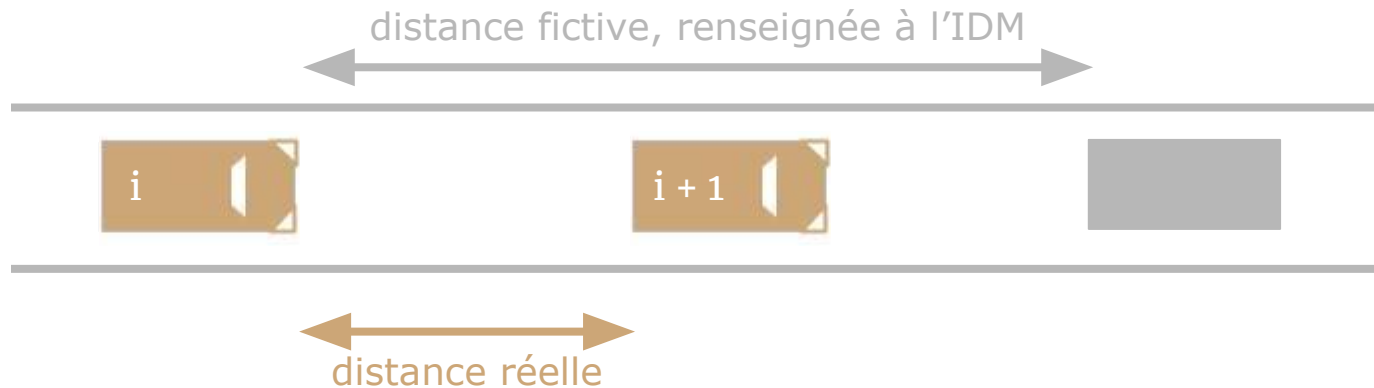 distance fictive, renseignée à l’IDM
i
i + 1
distance réelle